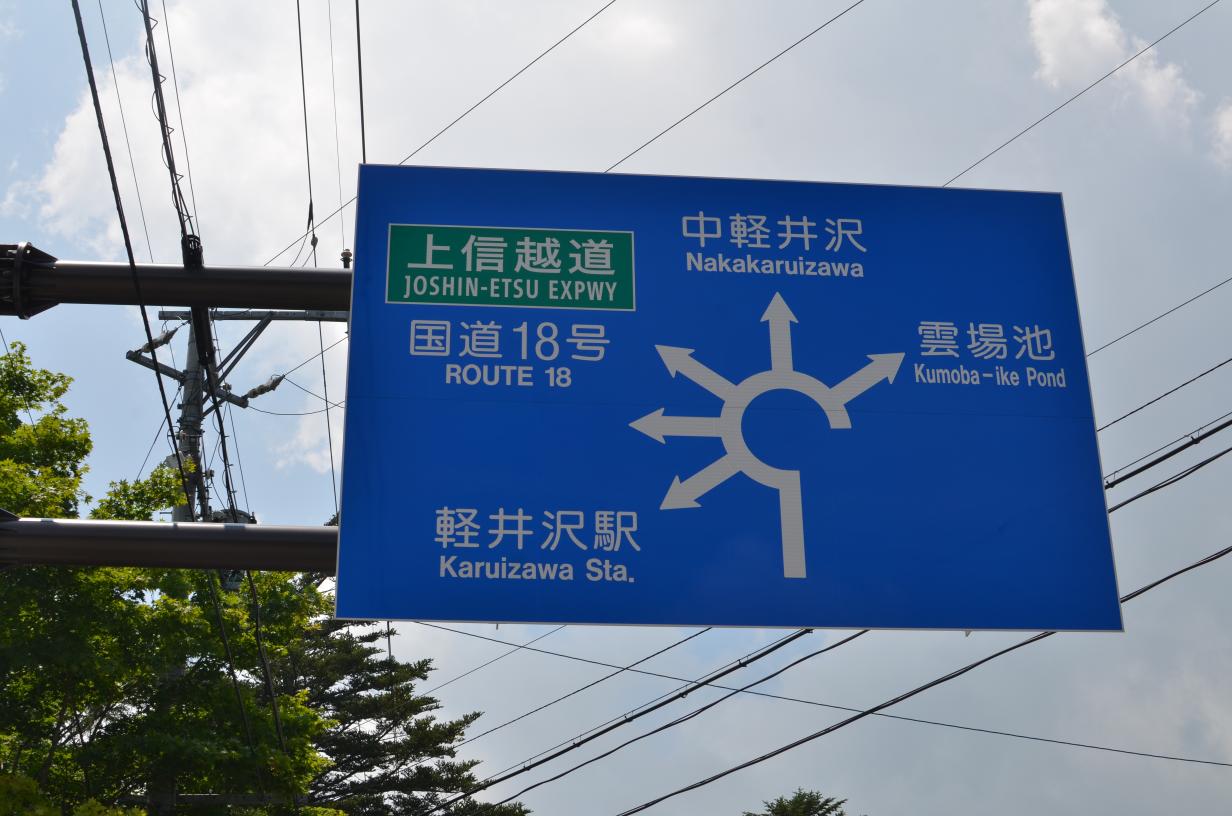 上信越道
JOSHIN-ETSU EXPWY
国道18号
ROUTE 18
中軽井沢
Nakakaruizawa
雲場池
Kumoba-ike Pond
軽井沢駅
Karuizawa Sta.